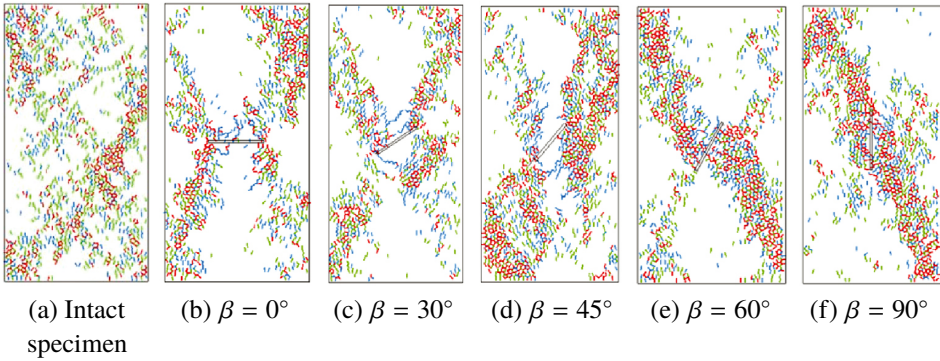 (a) Intact
specimen
(b) β = 0°
(c) β = 30°
(d) β = 45°
(e) β = 60°
(f) β = 90°